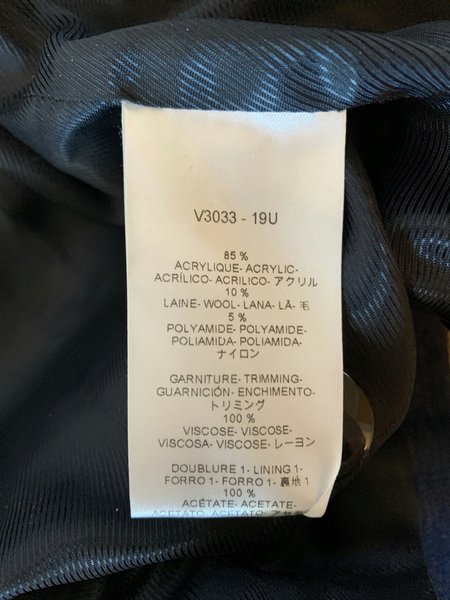 V3033 - 19U
85 %
ACRYLIQUE- ACRYLIC-
ACRÍLICO- ACRILICO- アクリル
10 %
LAINE- WOOL- LANA- LÃ- 毛
5 %
POLYAMIDE- POLYAMIDE-
POLIAMIDA- POLIAMIDA-
ナイロン
GARNITURE- TRIMMING-
GUARNICIÓN- ENCHIMENTO-
トリミング
100 %
VISCOSE- VISCOSE-
VISCOSA- VISCOSE- レーヨン
DOUBLURE 1- LINING 1-
FORRO 1- FORRO 1- 裏地 1
100 %
ACÉTATE- ACETATE-
ACETATO- ACETATO-